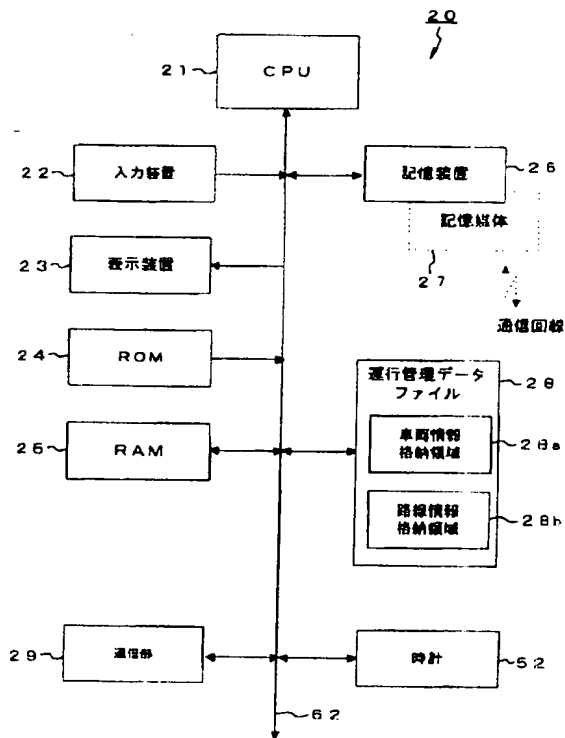 20
21
CPU
22
入力装置
記憶装置
26
記憶媒体
27
23
表示装置
通信回線
24
ROM
運行管理データ
ファイル
28
車両情報
格納領域
28a
25
RAM
路線情報
格納領域
28b
29
通信部
時計
52
62